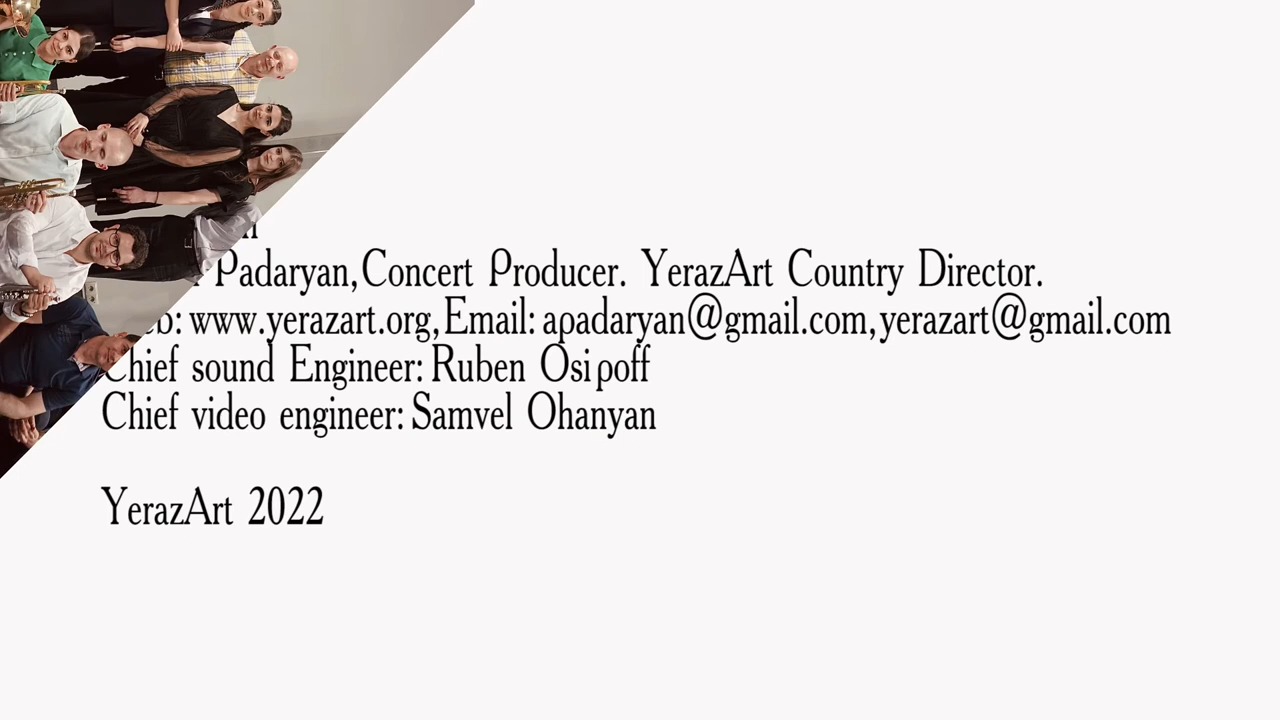 Padaryan, Concert Producer. YerazArt Country Director.
www.yerazart.org, Email: apadaryan@gmail.com, yerazart@gmail.com
Chief sound Engineer: Ruben Osipoff
Chief video engineer: Samvel Ohanyan
YerazArt 2022